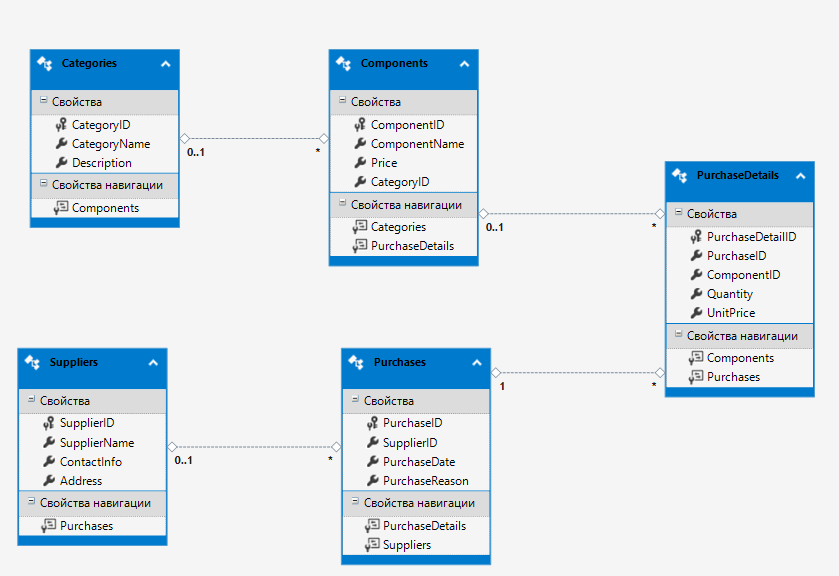 Categories
Свойства
CategoryID
CategoryName
Description
Свойства навигации
Components
0..1
*
Components
Свойства
ComponentID
ComponentName
Price
CategoryID
Свойства навигации
Categories
PurchaseDetails
0..1
*
PurchaseDetails
Свойства
PurchaseDetailID
PurchaseID
ComponentID
Quantity
UnitPrice
Свойства навигации
Components
Purchases
Suppliers
Свойства
SupplierID
SupplierName
ContactInfo
Address
Свойства навигации
Purchases
0..1
*
Purchases
Свойства
PurchaseID
SupplierID
PurchaseDate
PurchaseReason
Свойства навигации
PurchaseDetails
Suppliers
1
*